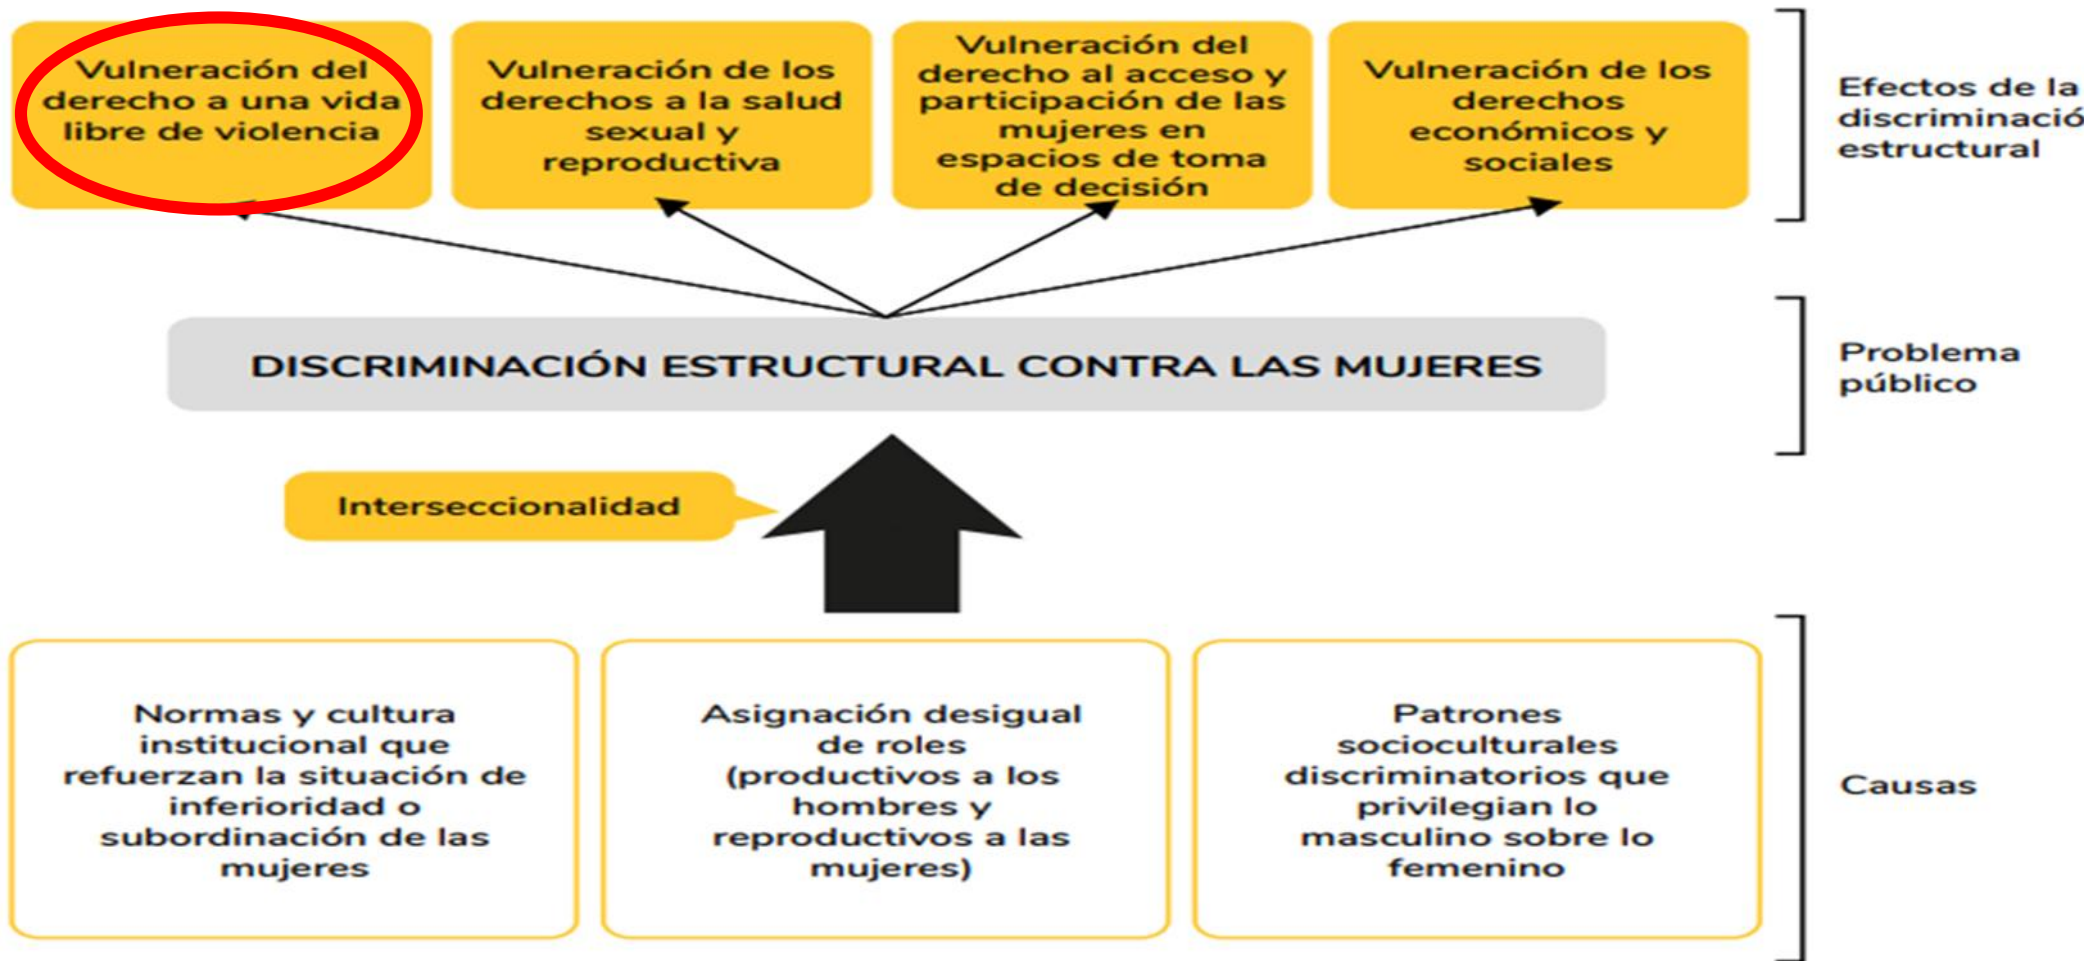 Vulneración del
derecho a una vida
libre de violencia
Vulneración de los
derechos a la salud
sexual y
reproductiva
Vulneración del
derecho al acceso y
participación de las
mujeres en
espacios de toma
de decisión
Vulneración de los
derechos
económicos y
sociales
Efectos de la
discriminació
estructural
DISCRIMINACIÓN ESTRUCTURAL CONTRA LAS MUJERES
Problema
público
Interseccionalidad
Normas y cultura
institucional que
refuerzan la situación de
inferioridad o
subordinación de las
mujeres
Asignación desigual
de roles
(productivos a los
hombres y
reproductivos a las
mujeres)
Patrones
socioculturales
discriminatorios que
privilegian lo
masculino sobre lo
femenino
Causas